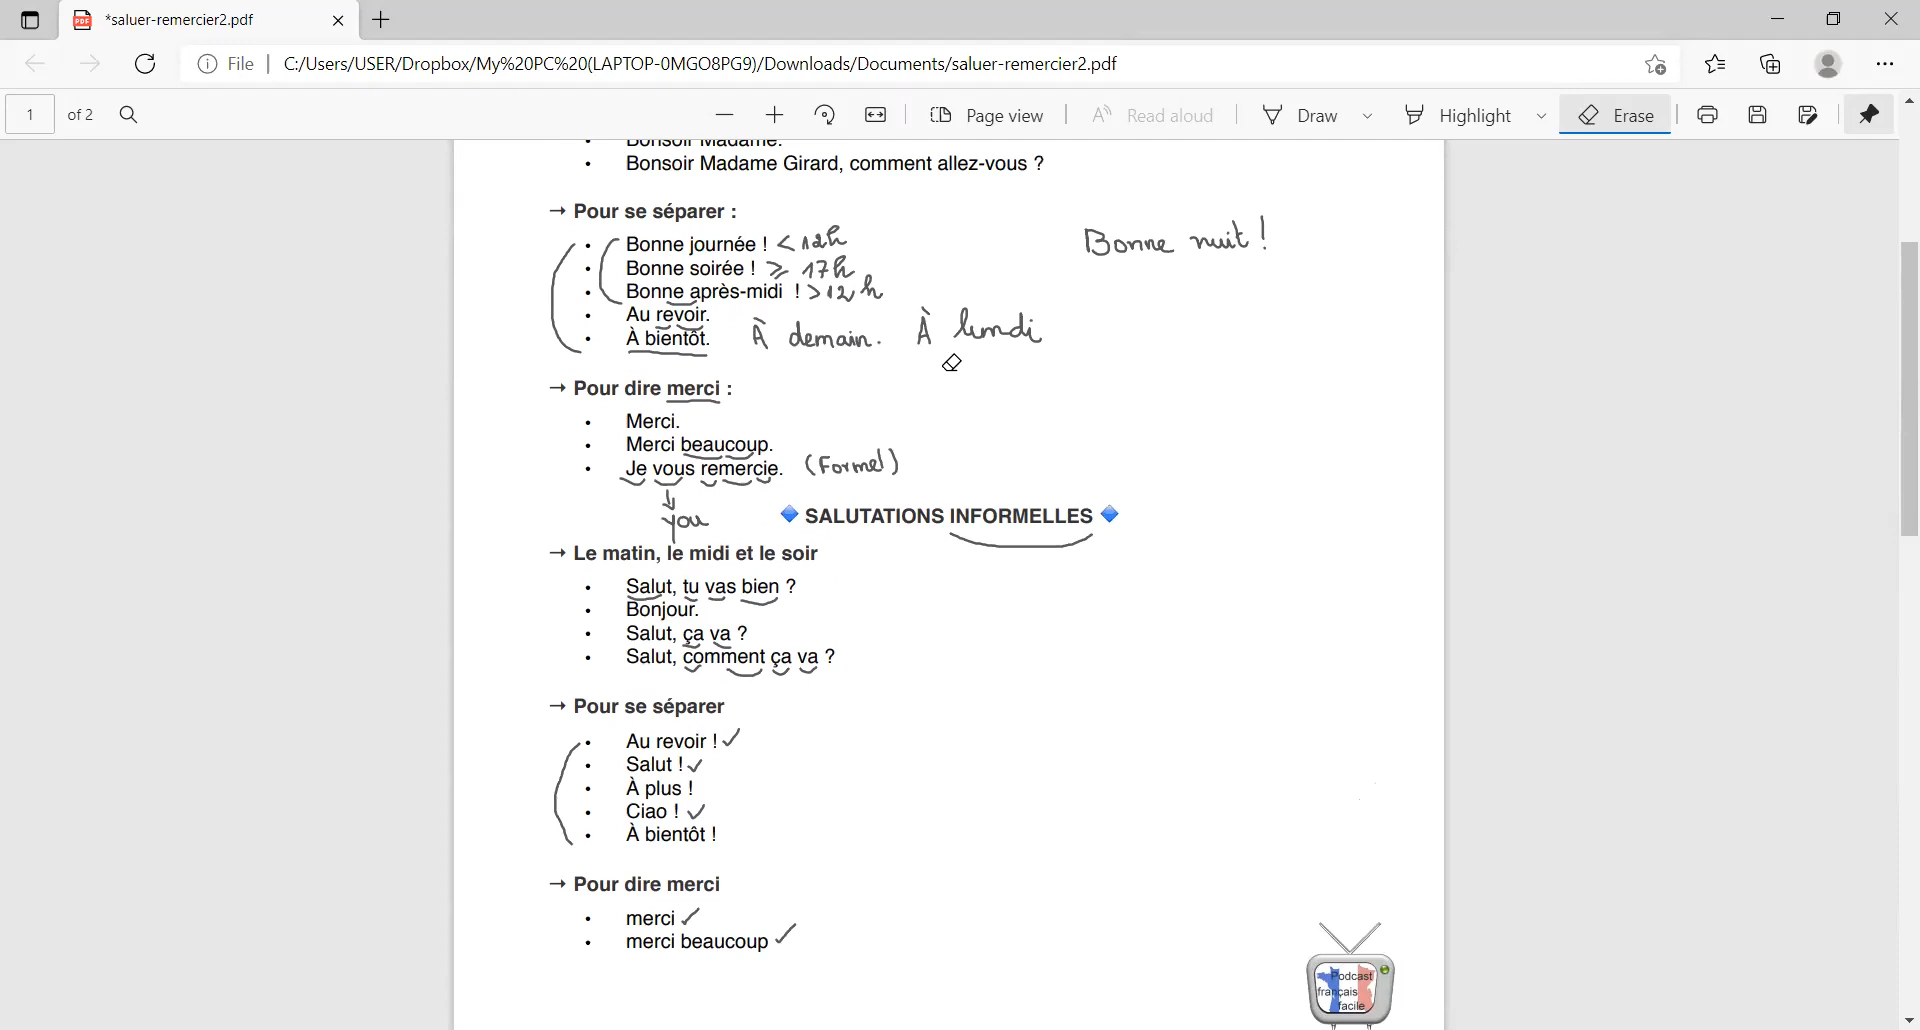 *saluer-remercier2.pdf
File C:/Users/USER/Dropbox/My%20PC%20(LAPTOP-0MGO8PG9)/Downloads/Documents/saluer-remercier2.pdf
1 of 2 Page view Read aloud Draw Highlight Erase
• Bonsoir Madame.
• Bonsoir Madame Girard, comment allez-vous ?
→ Pour se séparer :
• Bonne journée ! < 12h Bonne nuit !
• Bonne soirée ! ⩾ 17h
• Bonne après-midi ! > 12 h
• Au revoir.
• À bientôt. À demain. À lundi
→ Pour dire merci :
• Merci.
• Merci beaucoup.
• Je vous remercie. (Formel)
you
SALUTATIONS INFORMELLES
→ Le matin, le midi et le soir
• Salut, tu vas bien ?
• Bonjour.
• Salut, ça va ?
• Salut, comment ça va ?
→ Pour se séparer
• Au revoir ! ✓
• Salut ! ✓
• À plus !
• Ciao ! ✓
• À bientôt !
→ Pour dire merci
• merci ✓
• merci beaucoup ✓
Podcast
français
facile